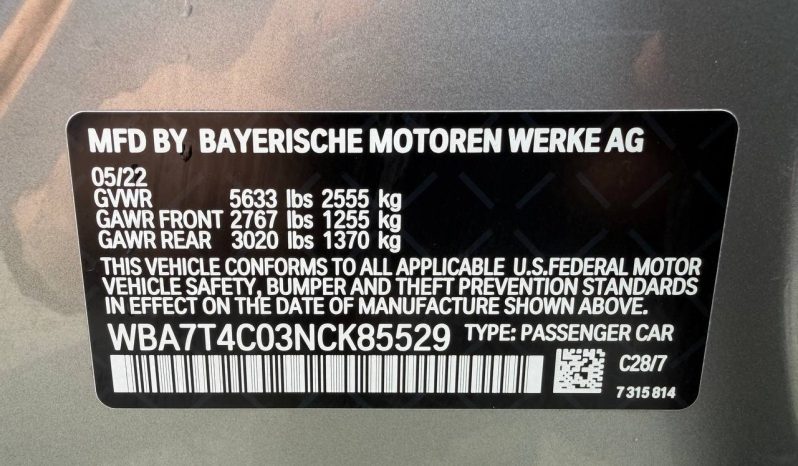 MFD BY, BAYERISCHE MOTOREN WERKE AG
05/22
GVWR 5633 lbs 2555 kg
GAWR FRONT 2767 lbs 1255 kg
GAWR REAR 3020 lbs 1370 kg
THIS VEHICLE CONFORMS TO ALL APPLICABLE U.S.FEDERAL MOTOR
VEHICLE SAFETY, BUMPER AND THEFT PREVENTION STANDARDS
IN EFFECT ON THE DATE OF MANUFACTURE SHOWN ABOVE.
WBA7T4C03NCK85529 TYPE: PASSENGER CAR
C28/7
7 315 814